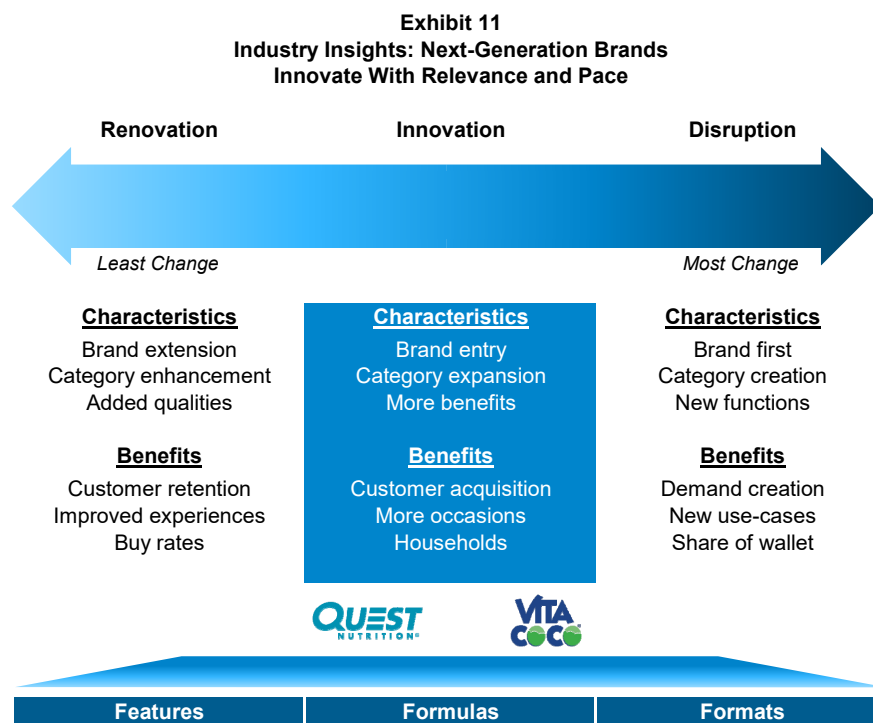 Exhibit 11
Industry Insights: Next-Generation Brands
Innovate With Relevance and Pace
Renovation
Innovation
Disruption
Least Change
Most Change
Characteristics
Brand extension
Category enhancement
Added qualities
Benefits
Customer retention
Improved experiences
Buy rates
Characteristics
Brand entry
Category expansion
More benefits
Benefits
Customer acquisition
More occasions
Households
Characteristics
Brand first
Category creation
New functions
Benefits
Demand creation
New use-cases
Share of wallet
QUEST
NUTRITION®
VITA
COCO®
Features
Formulas
Formats